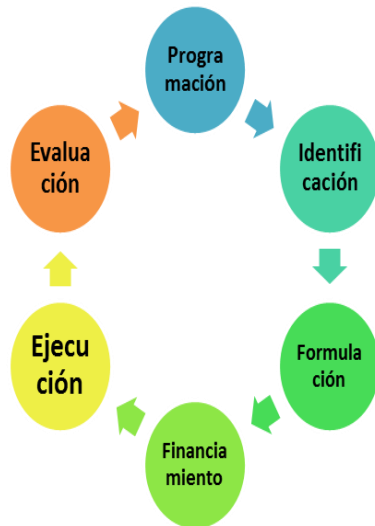 Progra
mación
Identifi
cación
Formula
ción
Financia
miento
Ejecu
ción
Evalua
ción